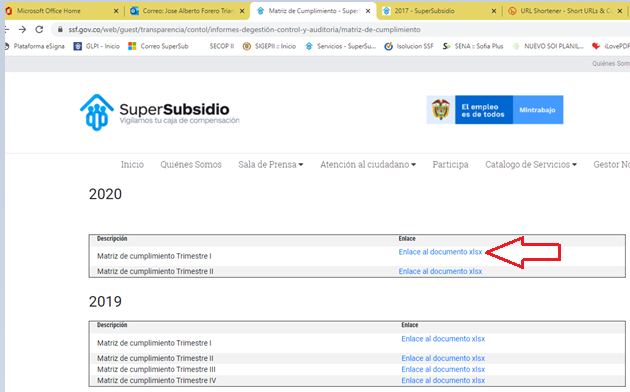 Microsoft Office Home
Correo: Jose Alberto Forero Trian
Matriz de Cumplimiento - Supe
2017 - SuperSubsidio
URL Shortener - Short URLs & C
ssf.gov.co/web/guest/transparencia/contol/informes-degestión-control-y-auditoria/matriz-de-cumplimiento
Plataforma eSigna
GLPI - Inicio
Correo SuperSub
SECOP II
SIGEPII :: Inicio
Servicios - SuperSu...
Isolucion SSF
SENA :: Sofia Plus
NUEVO SOI PLANIL...
iLovePDF
Quiénes Som
SuperSubsidio
Vigilamos tu caja de compensación
El empleo
es de todos
Mintrabajo
Inicio Quiénes Somos Sala de Prensa Atención al ciudadano Participa Catalogo de Servicios Gestor No
2020
Descripción Enlace
Matriz de cumplimiento Trimestre I Enlace al documento xlsx
Matriz de cumplimiento Trimestre II Enlace al documento xlsx
2019
Descripción Enlace
Matriz de cumplimiento Trimestre I Enlace al documento xlsx
Matriz de cumplimiento Trimestre II Enlace al documento xlsx
Matriz de cumplimiento Trimestre III Enlace al documento xlsx
Matriz de cumplimiento Trimestre IV Enlace al documento xlsx